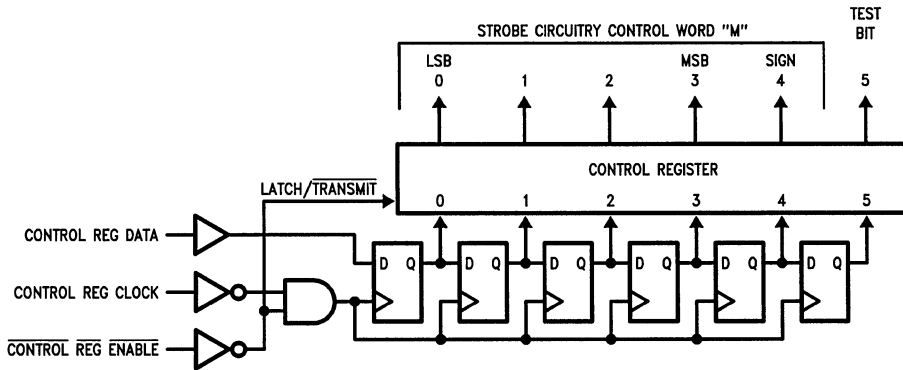 STROBE CIRCUITRY CONTROL WORD "M"
TEST BIT
LSB MSB SIGN
0 1 2 3 4 5
CONTROL REGISTER
LATCH/TRANSMIT
0 1 2 3 4 5
CONTROL REG DATA
D Q D Q D Q D Q D Q D Q
CONTROL REG CLOCK
CONTROL REG ENABLE